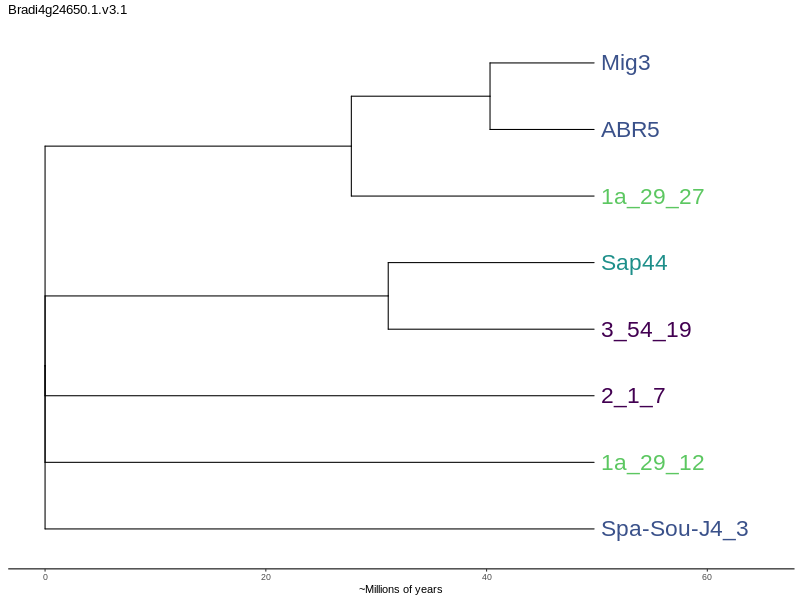 Bradi4g24650.1.v3.1
Mig3
ABR5
1a_29_27
Sap44
3_54_19
2_1_7
1a_29_12
Spa-Sou-J4_3
0 20 40 60
~Millions of years